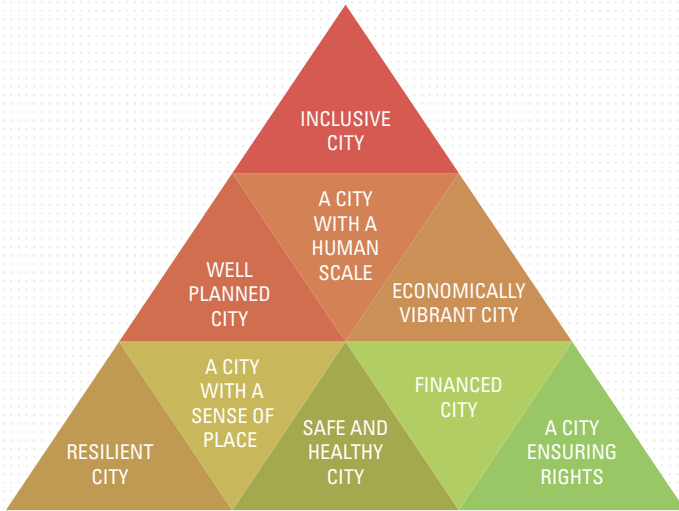 INCLUSIVE
CITY
A CITY
WITH A
HUMAN
SCALE
WELL
PLANNED
CITY
ECONOMICALLY
VIBRANT CITY
A CITY
WITH A
SENSE OF
PLACE
FINANCED
CITY
RESILIENT
CITY
SAFE AND
HEALTHY
CITY
A CITY
ENSURING
RIGHTS